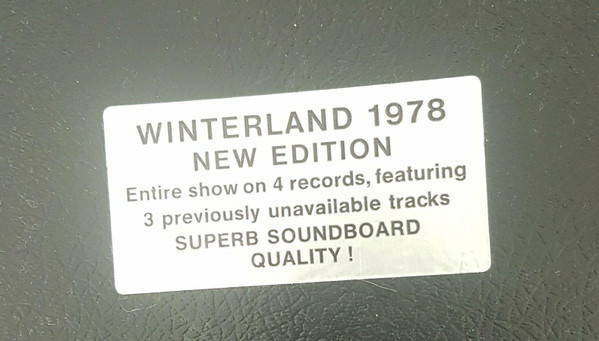 WINTERLAND 1978
NEW EDITION
Entire show on 4 records, featuring
3 previously unavailable tracks
SUPERB SOUNDBOARD
QUALITY !